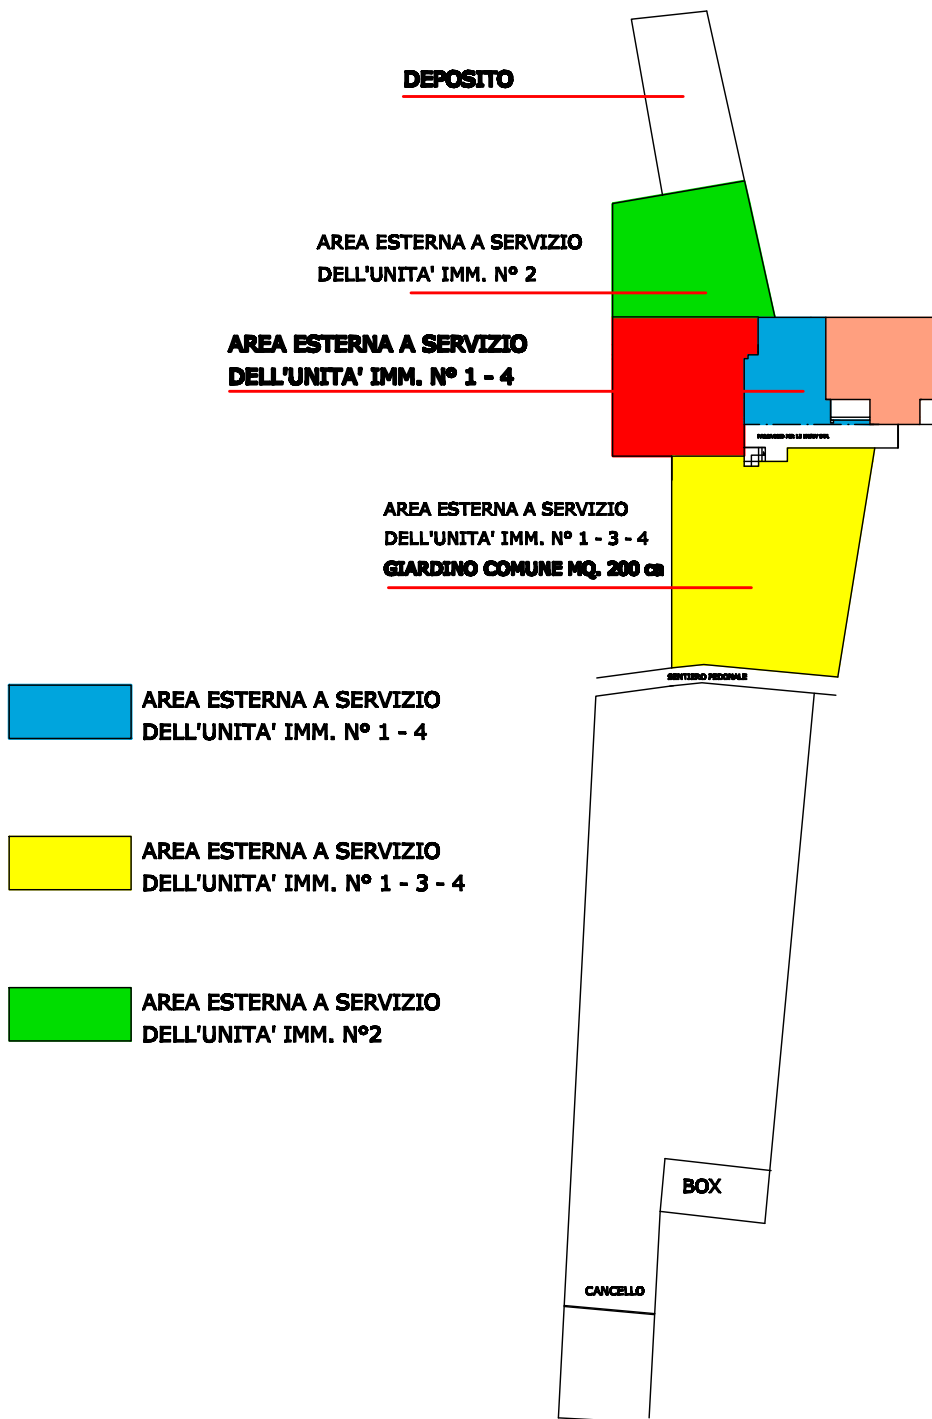 DEPOSITO
AREA ESTERNA A SERVIZIO
DELL'UNITA' IMM. N° 2
AREA ESTERNA A SERVIZIO
DELL'UNITA' IMM. N° 1 - 4
AREA ESTERNA A SERVIZIO
DELL'UNITA' IMM. N° 1 - 3 - 4
GIARDINO COMUNE MQ. 200 ca
SENTIERO PEDONALE
AREA ESTERNA A SERVIZIO
DELL'UNITA' IMM. N° 1 - 4
AREA ESTERNA A SERVIZIO
DELL'UNITA' IMM. N° 1 - 3 - 4
AREA ESTERNA A SERVIZIO
DELL'UNITA' IMM. N°2
BOX
CANCELLO